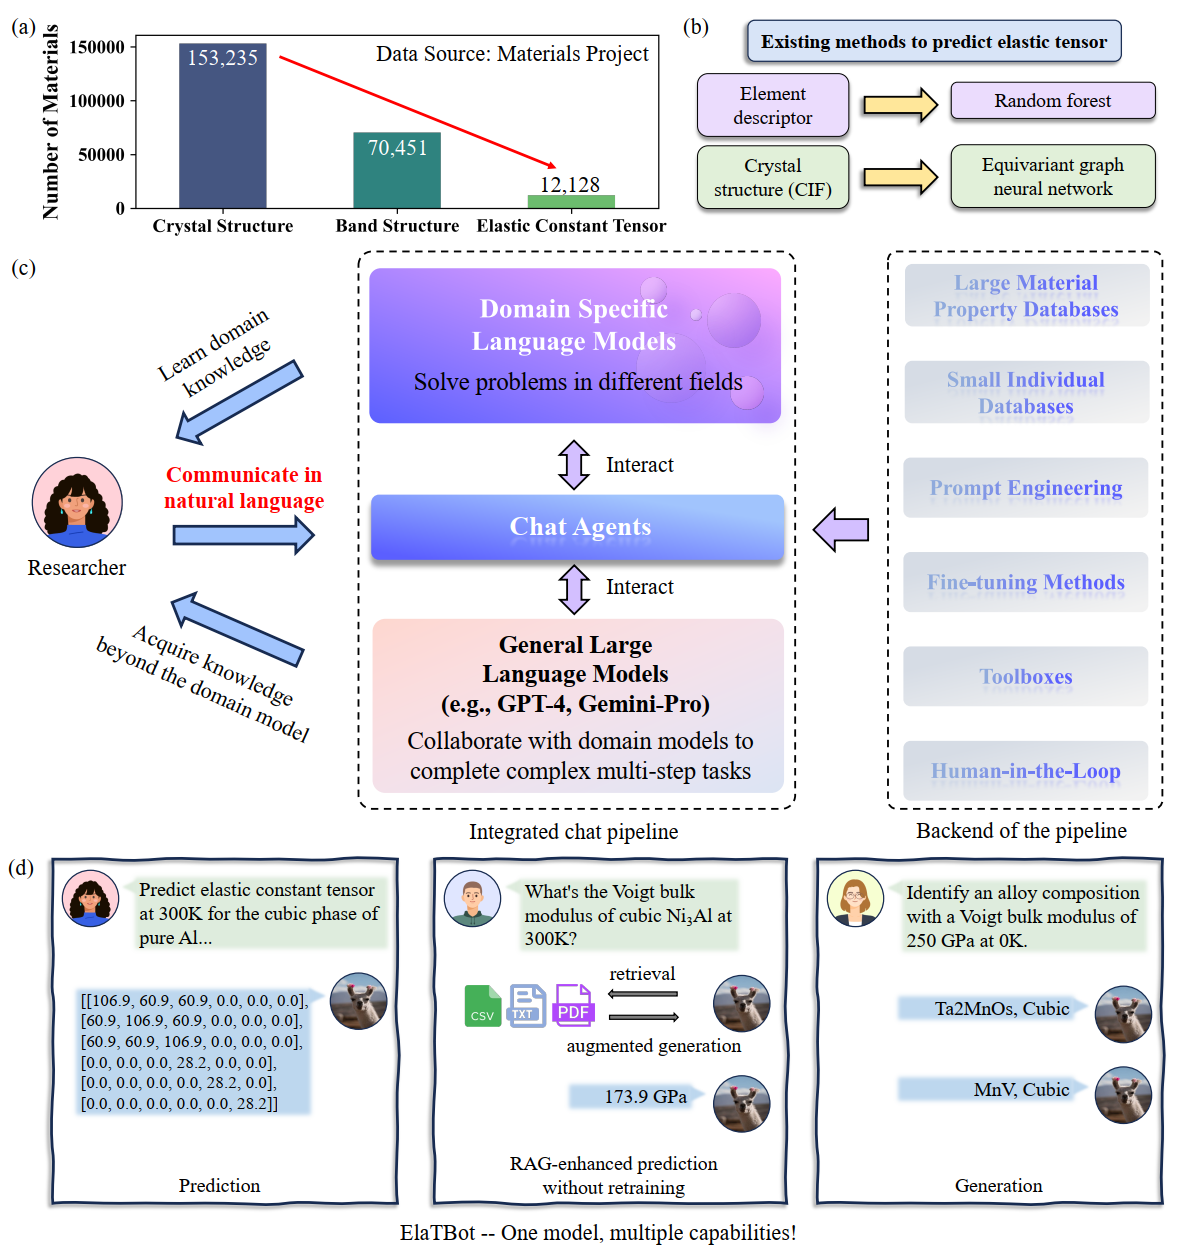 (a)
Number of Materials
150000
100000
50000
0
153,235
70,451
12,128
Data Source: Materials Project
Crystal Structure
Band Structure
Elastic Constant Tensor
(b)
Existing methods to predict elastic tensor
Element
descriptor
Random forest
Crystal
structure (CIF)
Equivariant graph
neural network
(c)
Learn domain
knowledge
Communicate in
natural language
Researcher
Acquire knowledge
beyond the domain model
Domain Specific
Language Models
Solve problems in different fields
Interact
Chat Agents
Interact
General Large
Language Models
(e.g., GPT-4, Gemini-Pro)
Collaborate with domain models to
complete complex multi-step tasks
Integrated chat pipeline
Large Material
Property Databases
Small Individual
Databases
Prompt Engineering
Fine-tuning Methods
Toolboxes
Human-in-the-Loop
Backend of the pipeline
(d)
Predict elastic constant tensor
at 300K for the cubic phase of
pure Al...
[[106.9, 60.9, 60.9, 0.0, 0.0, 0.0],
[60.9, 106.9, 60.9, 0.0, 0.0, 0.0],
[60.9, 60.9, 106.9, 0.0, 0.0, 0.0],
[0.0, 0.0, 0.0, 28.2, 0.0, 0.0],
[0.0, 0.0, 0.0, 0.0, 28.2, 0.0],
[0.0, 0.0, 0.0, 0.0, 0.0, 28.2]]
Prediction
What's the Voigt bulk
modulus of cubic Ni₃Al at
300K?
CSV
TXT
PDF
retrieval
augmented generation
173.9 GPa
RAG-enhanced prediction
without retraining
Identify an alloy composition
with a Voigt bulk modulus of
250 GPa at 0K.
Ta2MnOs, Cubic
MnV, Cubic
Generation
ElaTBot -- One model, multiple capabilities!